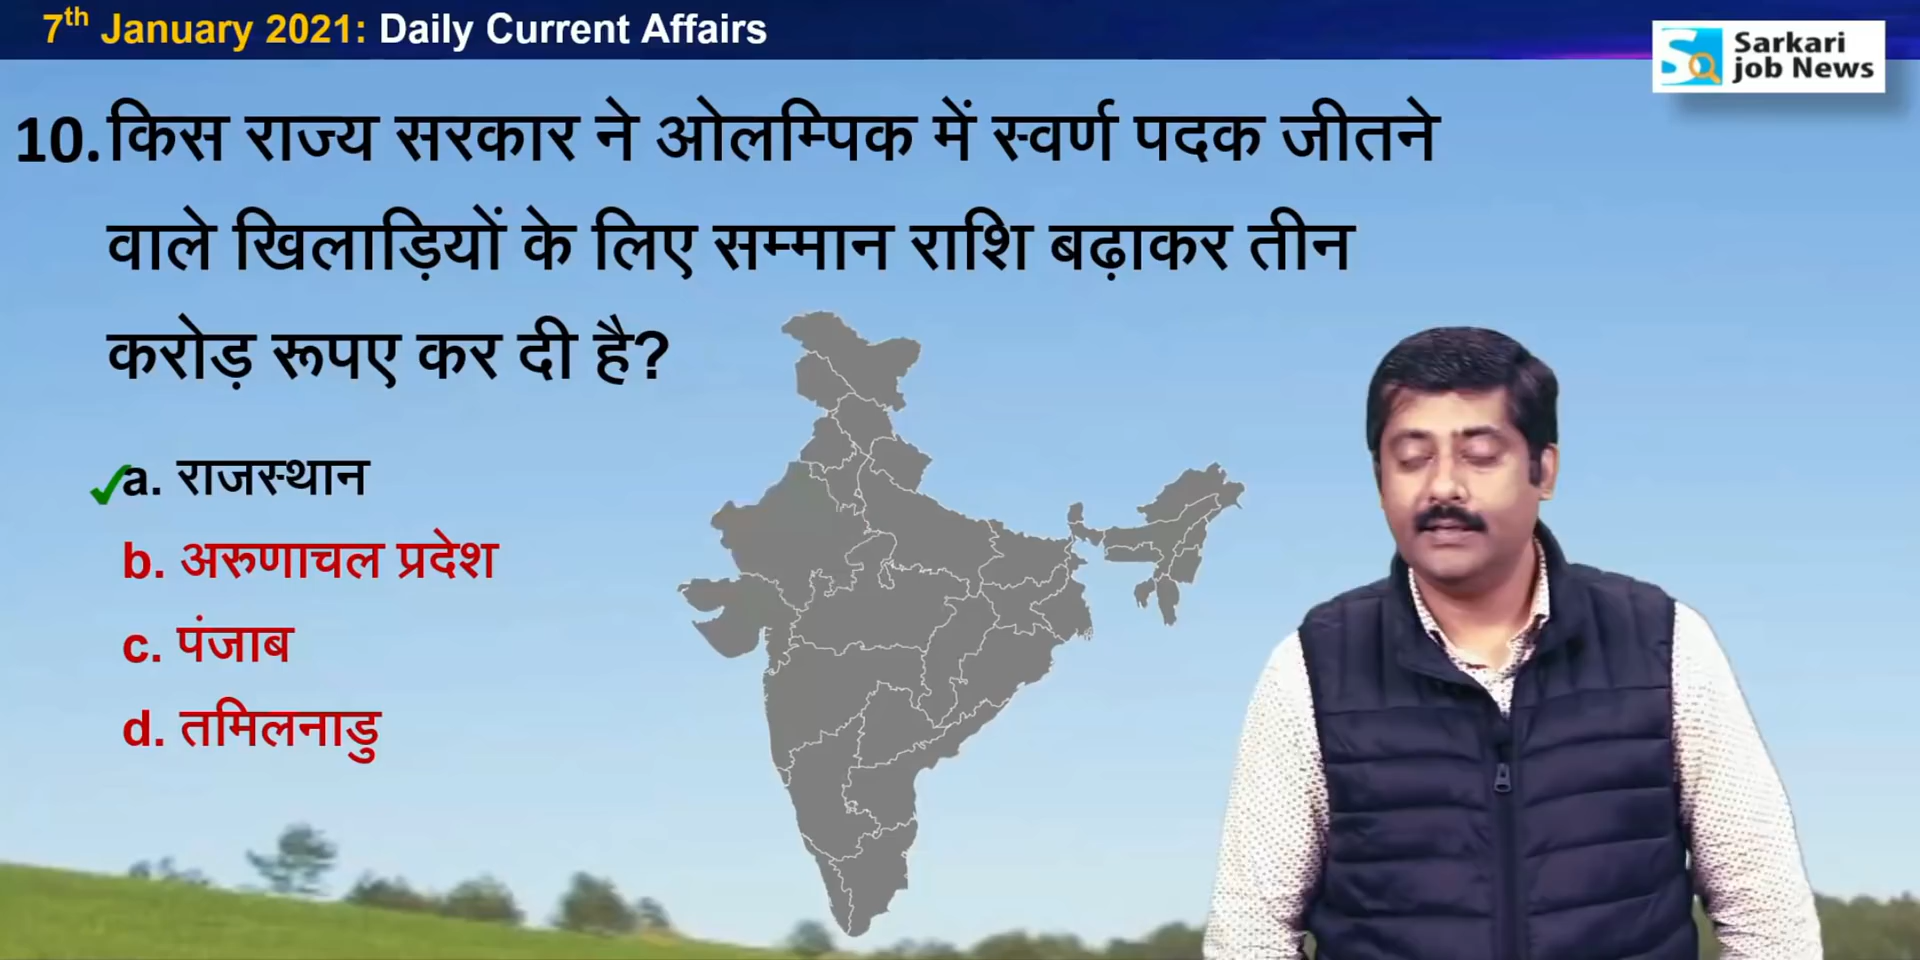 7th January 2021: Daily Current Affairs
Sarkari
job News
10. किस राज्य सरकार ने ओलम्पिक में स्वर्ण पदक जीतने
वाले खिलाड़ियों के लिए सम्मान राशि बढ़ाकर तीन
करोड़ रूपए कर दी है?
a. राजस्थान
b. अरुणाचल प्रदेश
c. पंजाब
d. तमिलनाडु